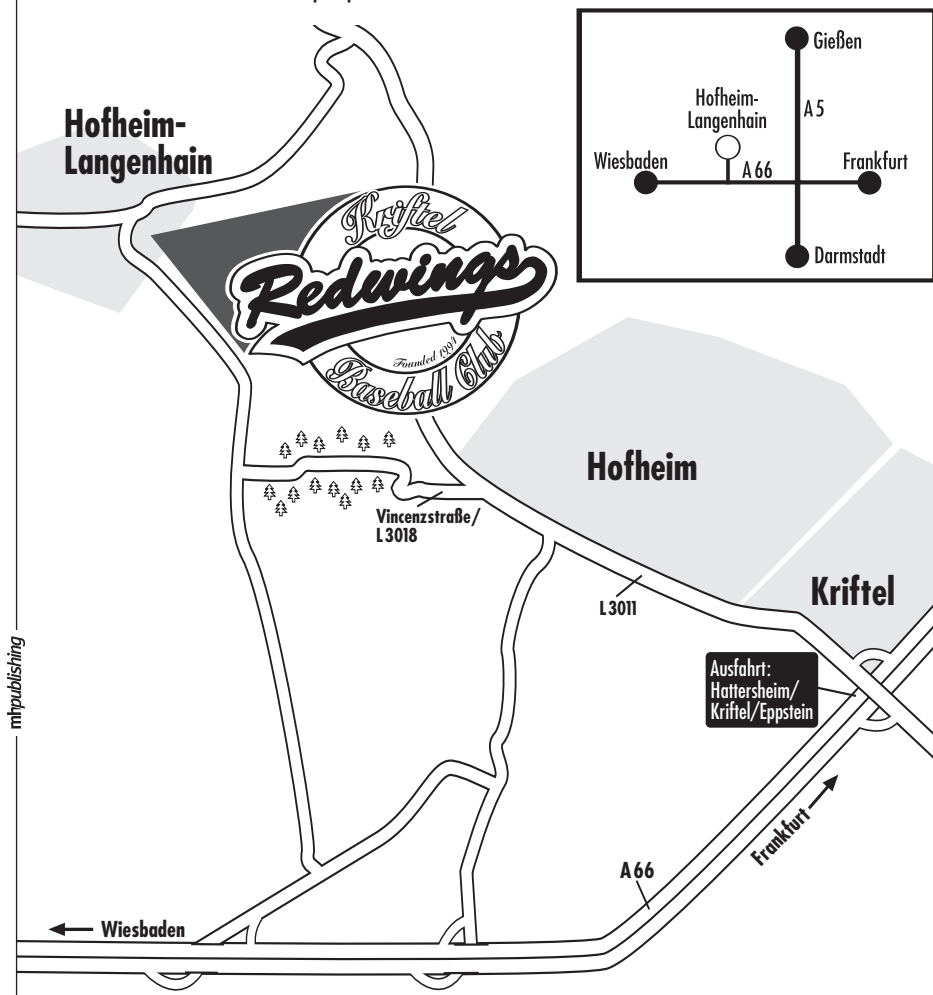 Hofheim-
Langenhain
Gießen
A 5
Hofheim-
Langenhain
Wiesbaden
A 66
Frankfurt
Darmstadt
Kriftel
Redwings
Founded 1994
Baseball Club
Hofheim
Vincenzstraße/
L 3018
L 3011
Kriftel
Ausfahrt:
Hattersheim/
Kriftel/Eppstein
Frankfurt
A 66
Wiesbaden
mhpublishing